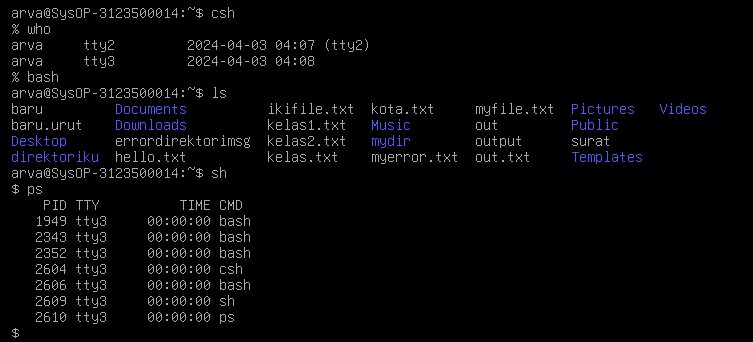 arva@SysOP-3123500014:~$ csh
% who
arva     tty2         2024-04-03 04:07 (tty2)
arva     tty3         2024-04-03 04:08
% bash
arva@SysOP-3123500014:~$ ls
baru         Documents          ikifile.txt  kota.txt     myfile.txt  Pictures   Videos
baru.urut    Downloads          kelas1.txt   Music        out         Public
Desktop      errordirektorimsg  kelas2.txt   mydir        output      surat
direktoriku  hello.txt          kelas.txt    myerror.txt  out.txt     Templates
arva@SysOP-3123500014:~$ sh
$ ps
    PID TTY          TIME CMD
   1949 tty3     00:00:00 bash
   2343 tty3     00:00:00 bash
   2352 tty3     00:00:00 bash
   2604 tty3     00:00:00 csh
   2606 tty3     00:00:00 bash
   2609 tty3     00:00:00 sh
   2610 tty3     00:00:00 ps
$